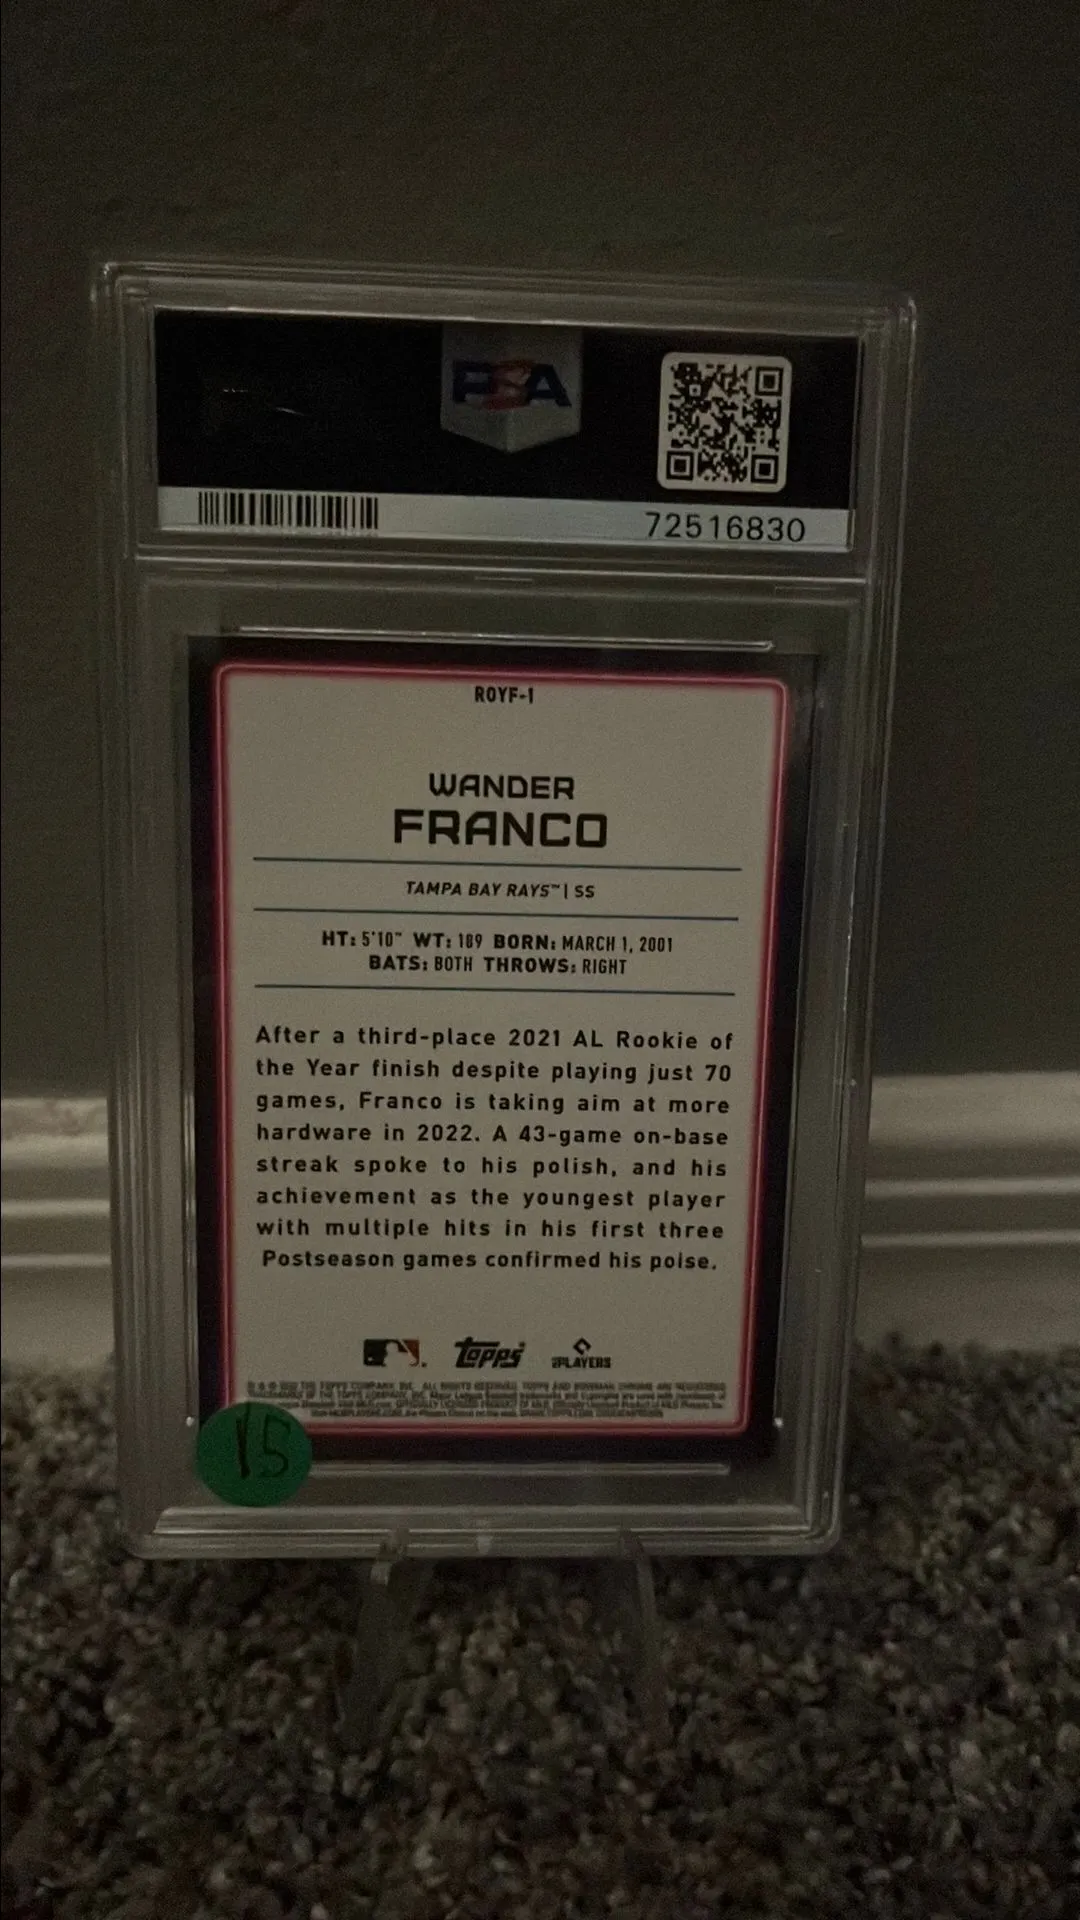 PSA
72516830
ROYF-1
WANDER
FRANCO
TAMPA BAY RAYS™ | SS
HT: 5'10" WT: 189 BORN: MARCH 1, 2001
BATS: BOTH THROWS: RIGHT
After a third-place 2021 AL Rookie of
the Year finish despite playing just 70
games, Franco is taking aim at more
hardware in 2022. A 43-game on-base
streak spoke to his polish, and his
achievement as the youngest player
with multiple hits in his first three
Postseason games confirmed his poise.
Topps PLAYERS
15